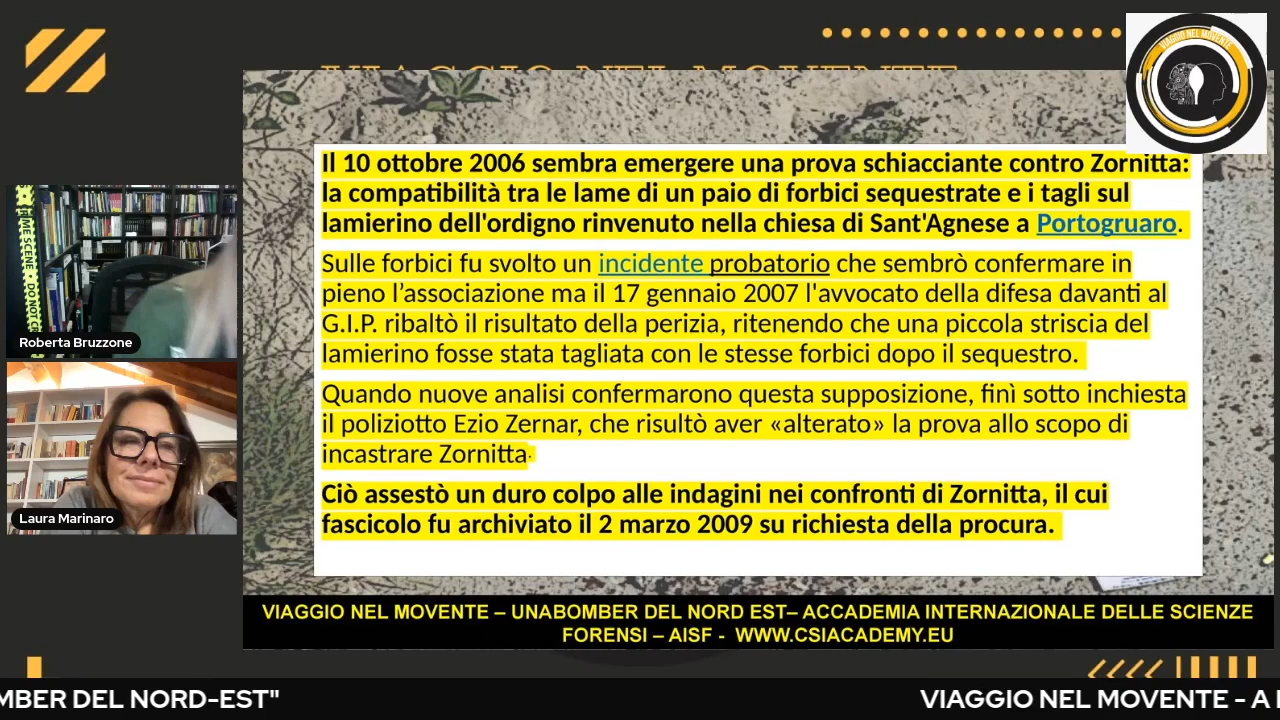 VIAGGIO NEL MOVENTE
VIAGGIO NEL MOVENTE
Il 10 ottobre 2006 sembra emergere una prova schiacciante contro Zornitta:
la compatibilità tra le lame di un paio di forbici sequestrate e i tagli sul
lamierino dell'ordigno rinvenuto nella chiesa di Sant'Agnese a Portogruaro.
Sulle forbici fu svolto un incidente probatorio che sembrò confermare in
pieno l’associazione ma il 17 gennaio 2007 l'avvocato della difesa davanti al
G.I.P. ribaltò il risultato della perizia, ritenendo che una piccola striscia del
lamierino fosse stata tagliata con le stesse forbici dopo il sequestro.
Quando nuove analisi confermarono questa supposizione, finì sotto inchiesta
il poliziotto Ezio Zernar, che risultò aver «alterato» la prova allo scopo di
incastrare Zornitta.
Ciò assestò un duro colpo alle indagini nei confronti di Zornitta, il cui
fascicolo fu archiviato il 2 marzo 2009 su richiesta della procura.
Roberta Bruzzone
Laura Marinaro
VIAGGIO NEL MOVENTE – UNABOMBER DEL NORD EST– ACCADEMIA INTERNAZIONALE DELLE SCIENZE
FORENSI – AISF - WWW.CSIACADEMY.EU
MBER DEL NORD-EST" VIAGGIO NEL MOVENTE - A